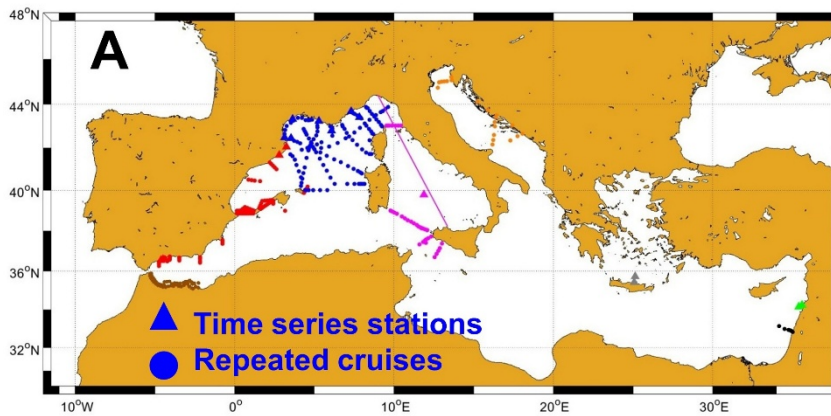 48°N
A
44°N
40°N
36°N
Time series stations
Repeated cruises
32°N
10°W 0° 10°E 20°E 30°E